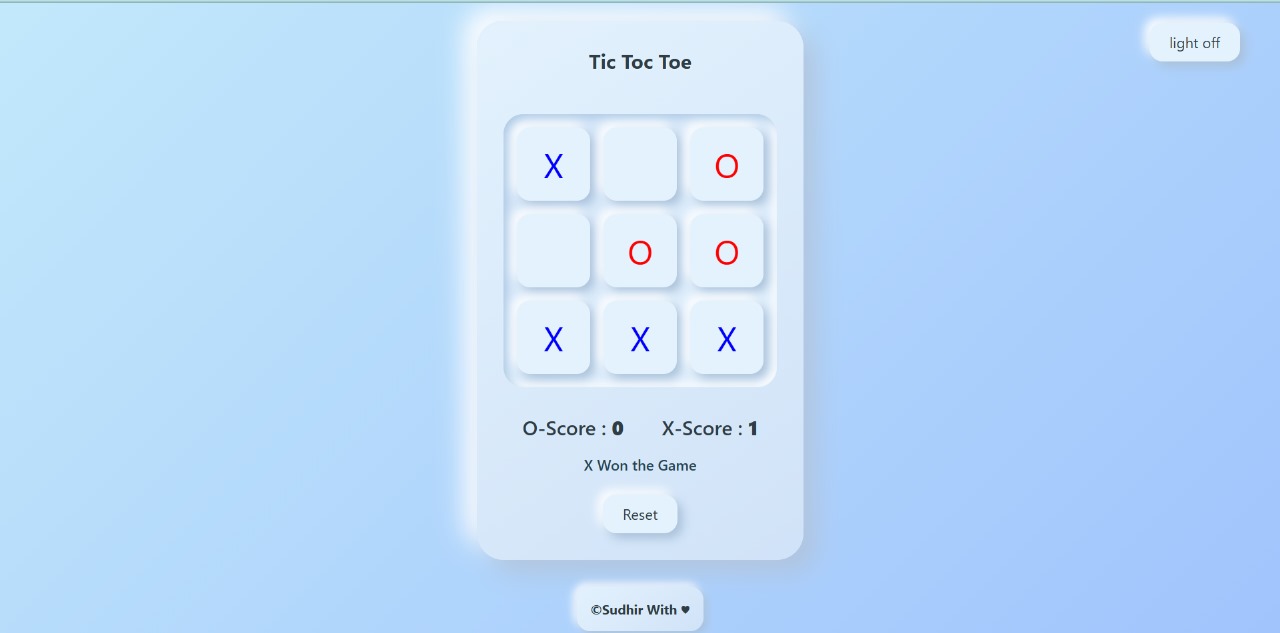 light off
Tic Toc Toe
X O
O O
X X X
O-Score : 0 X-Score : 1
X Won the Game
Reset
©Sudhir With ♥